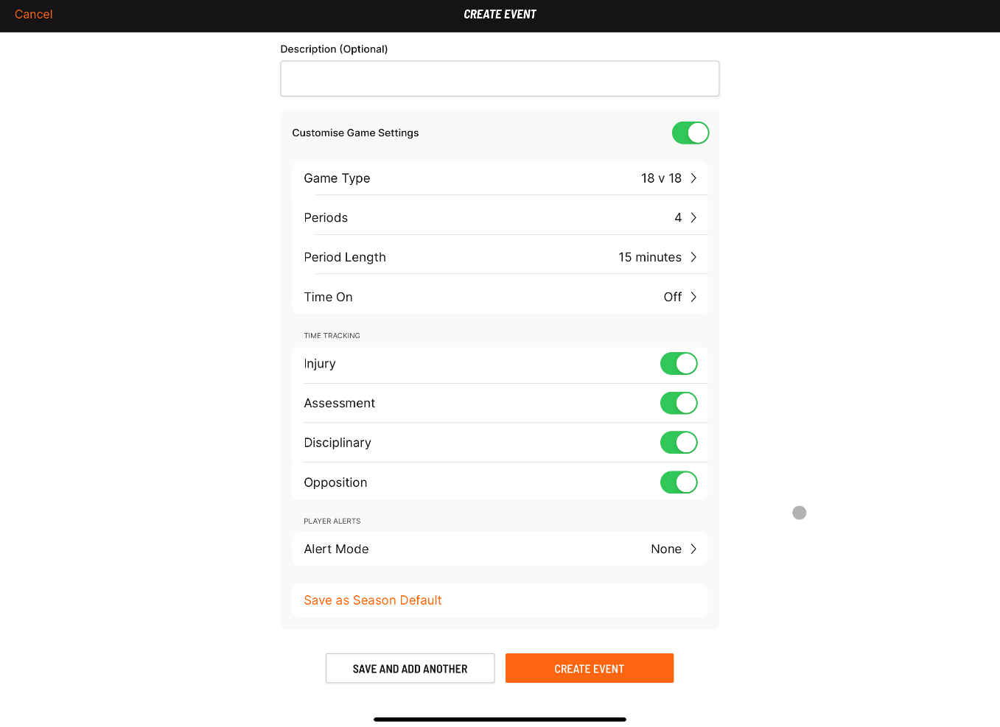 Cancel
CREATE EVENT
Description (Optional)
Customise Game Settings
Game Type 18 v 18
Periods 4
Period Length 15 minutes
Time On Off
TIME TRACKING
Injury
Assessment
Disciplinary
Opposition
PLAYER ALERTS
Alert Mode None
Save as Season Default
SAVE AND ADD ANOTHER CREATE EVENT